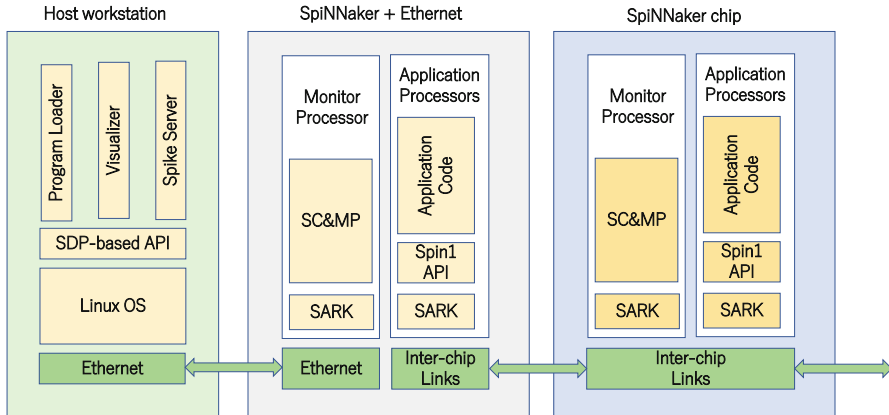 Host workstation
Program Loader
Visualizer
Spike Server
SDP-based API
Linux OS
Ethernet
SpiNNaker + Ethernet
Monitor
Processor
SC&MP
SARK
Ethernet
Application
Processors
Application
Code
Spin1
API
SARK
Inter-chip
Links
SpiNNaker chip
Monitor
Processor
SC&MP
SARK
Application
Processors
Application
Code
Spin1
API
SARK
Inter-chip
Links